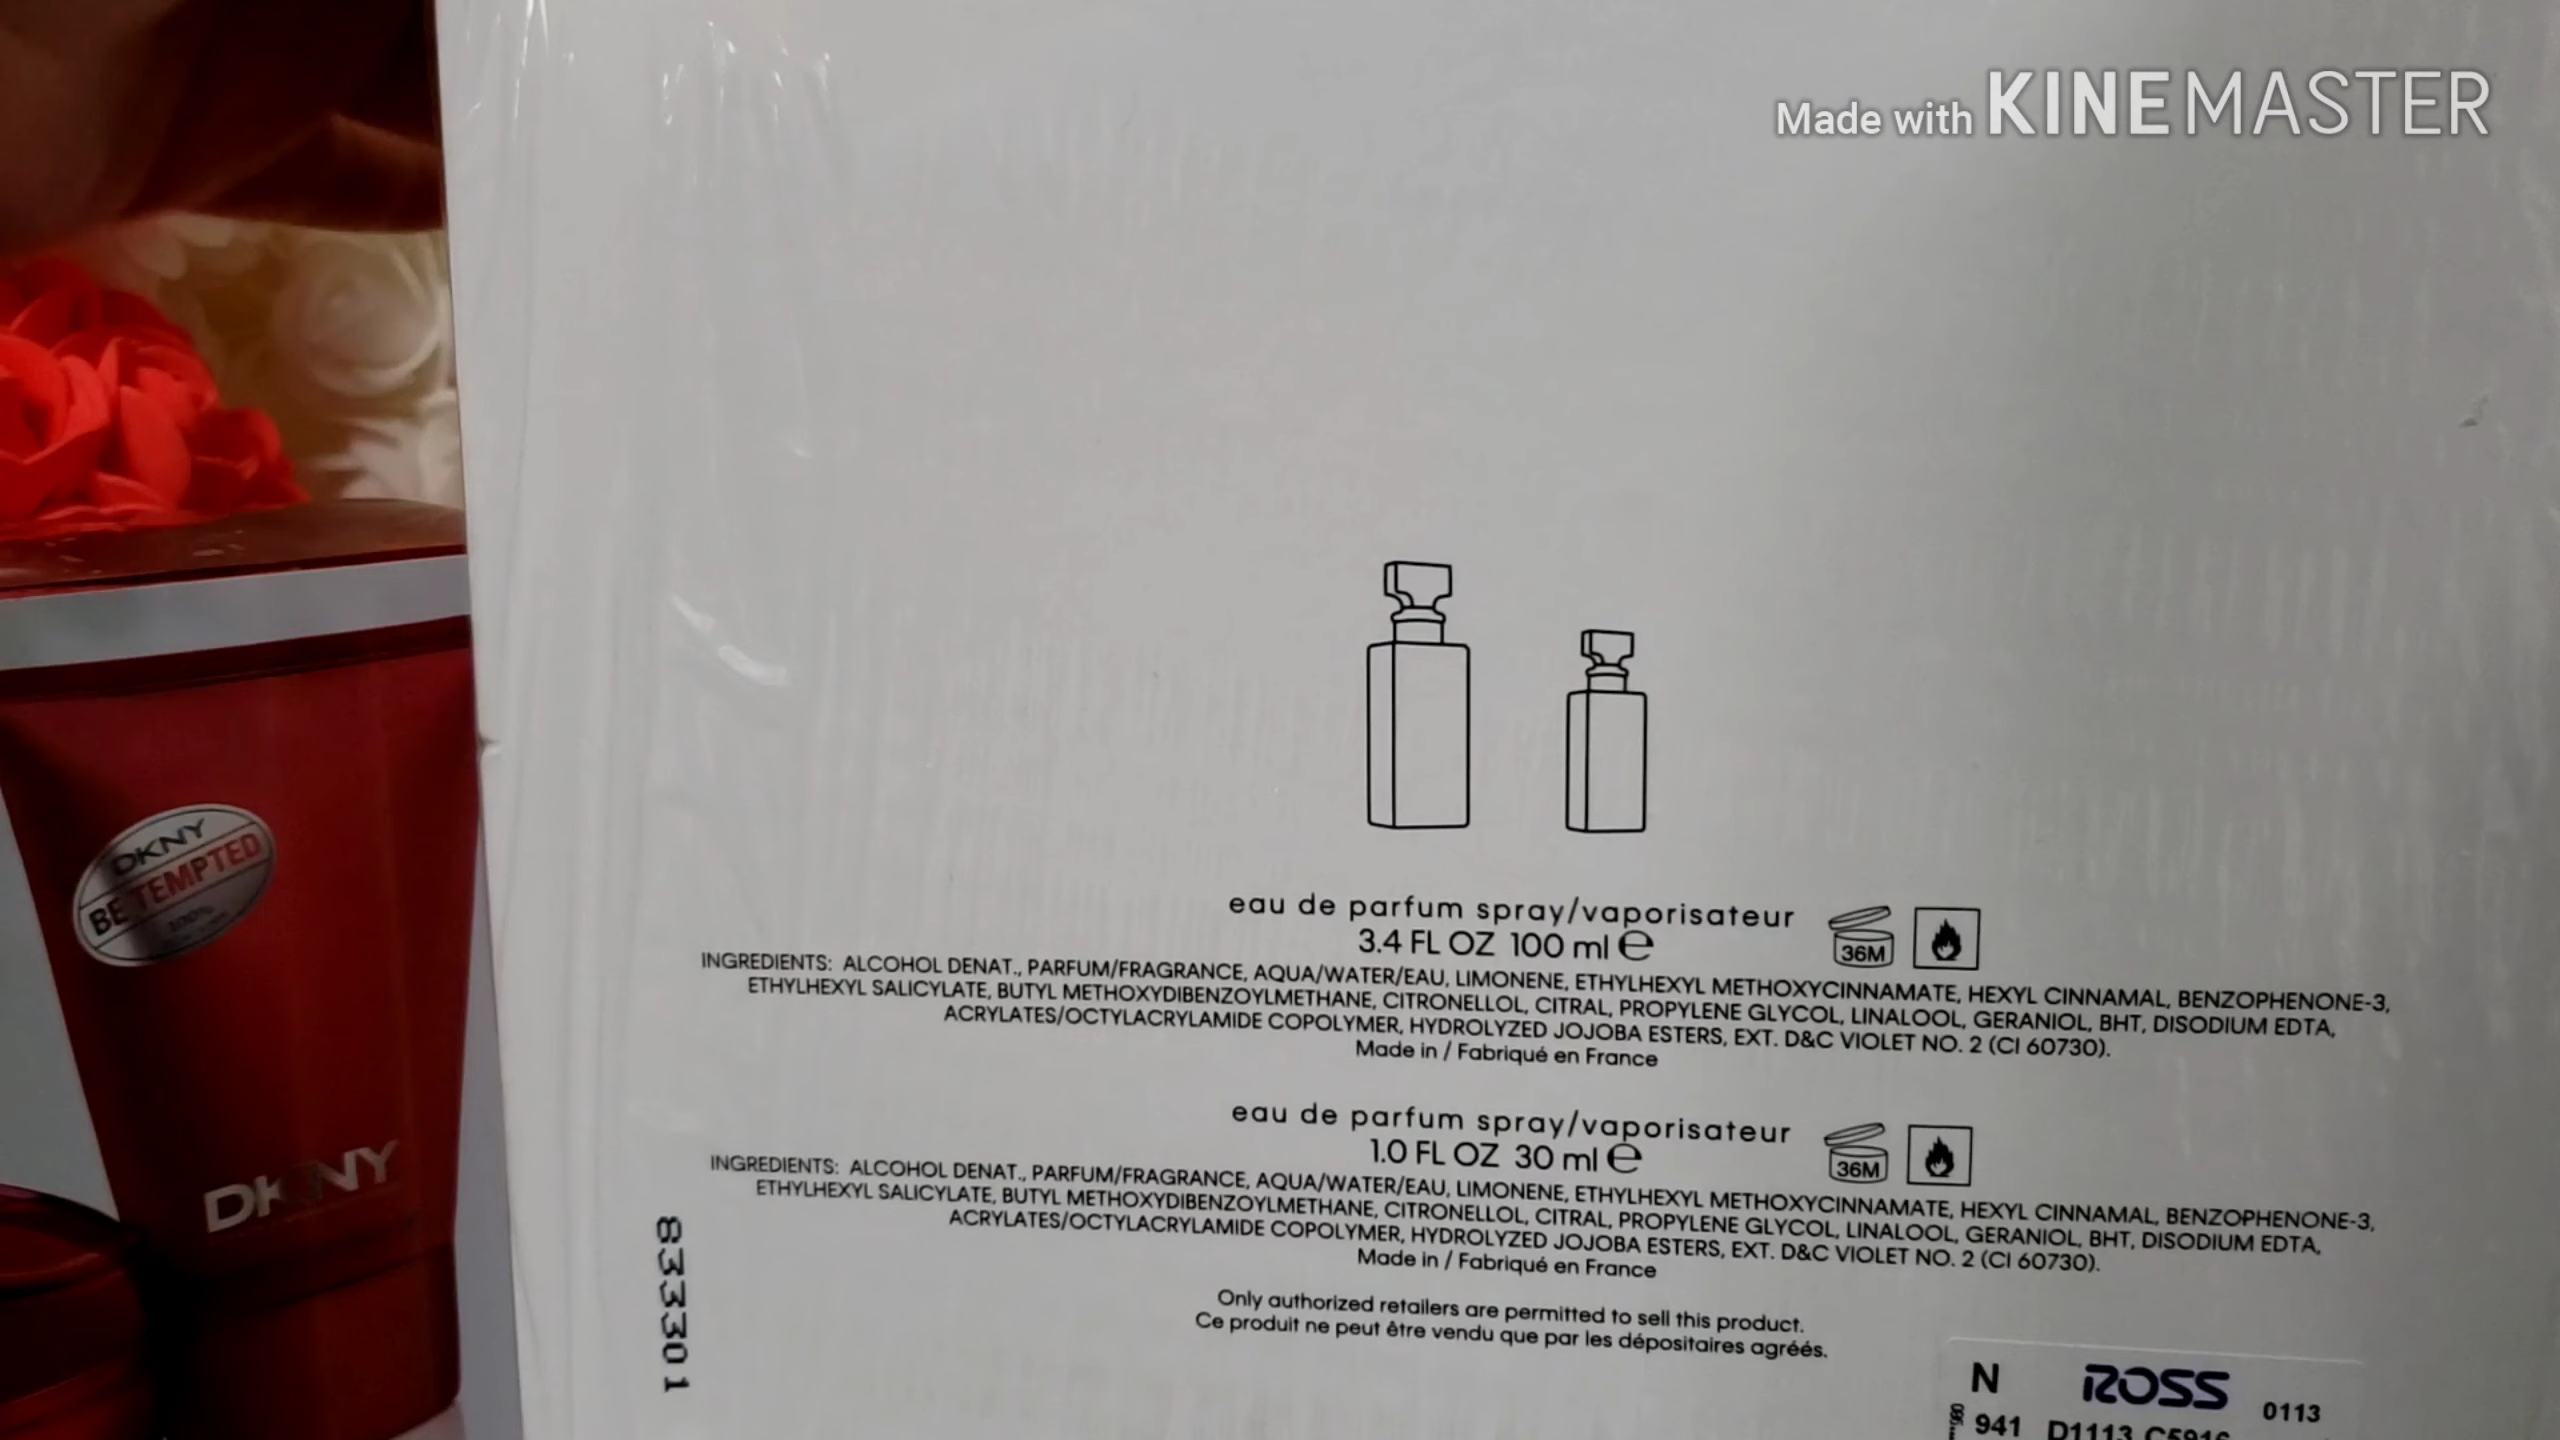 Made with KINEMASTER
DKNY
BE TEMPTED
100%
DKNY
eau de parfum spray/vaporisateur
3.4 FL OZ 100 ml ℮
36M
INGREDIENTS: ALCOHOL DENAT., PARFUM/FRAGRANCE, AQUA/WATER/EAU, LIMONENE, ETHYLHEXYL METHOXYCINNAMATE, HEXYL CINNAMAL, BENZOPHENONE-3,
ETHYLHEXYL SALICYLATE, BUTYL METHOXYDIBENZOYLMETHANE, CITRONELLOL, CITRAL, PROPYLENE GLYCOL, LINALOOL, GERANIOL, BHT, DISODIUM EDTA,
ACRYLATES/OCTYLACRYLAMIDE COPOLYMER, HYDROLYZED JOJOBA ESTERS, EXT. D&C VIOLET NO. 2 (CI 60730).
Made in / Fabriqué en France
eau de parfum spray/vaporisateur
1.0 FL OZ 30 ml ℮
36M
INGREDIENTS: ALCOHOL DENAT., PARFUM/FRAGRANCE, AQUA/WATER/EAU, LIMONENE, ETHYLHEXYL METHOXYCINNAMATE, HEXYL CINNAMAL, BENZOPHENONE-3,
ETHYLHEXYL SALICYLATE, BUTYL METHOXYDIBENZOYLMETHANE, CITRONELLOL, CITRAL, PROPYLENE GLYCOL, LINALOOL, GERANIOL, BHT, DISODIUM EDTA,
ACRYLATES/OCTYLACRYLAMIDE COPOLYMER, HYDROLYZED JOJOBA ESTERS, EXT. D&C VIOLET NO. 2 (CI 60730).
Made in / Fabriqué en France
Only authorized retailers are permitted to sell this product.
Ce produit ne peut être vendu que par les dépositaires agréés.
833301
N ROSS 0113
941 D1113 C5916